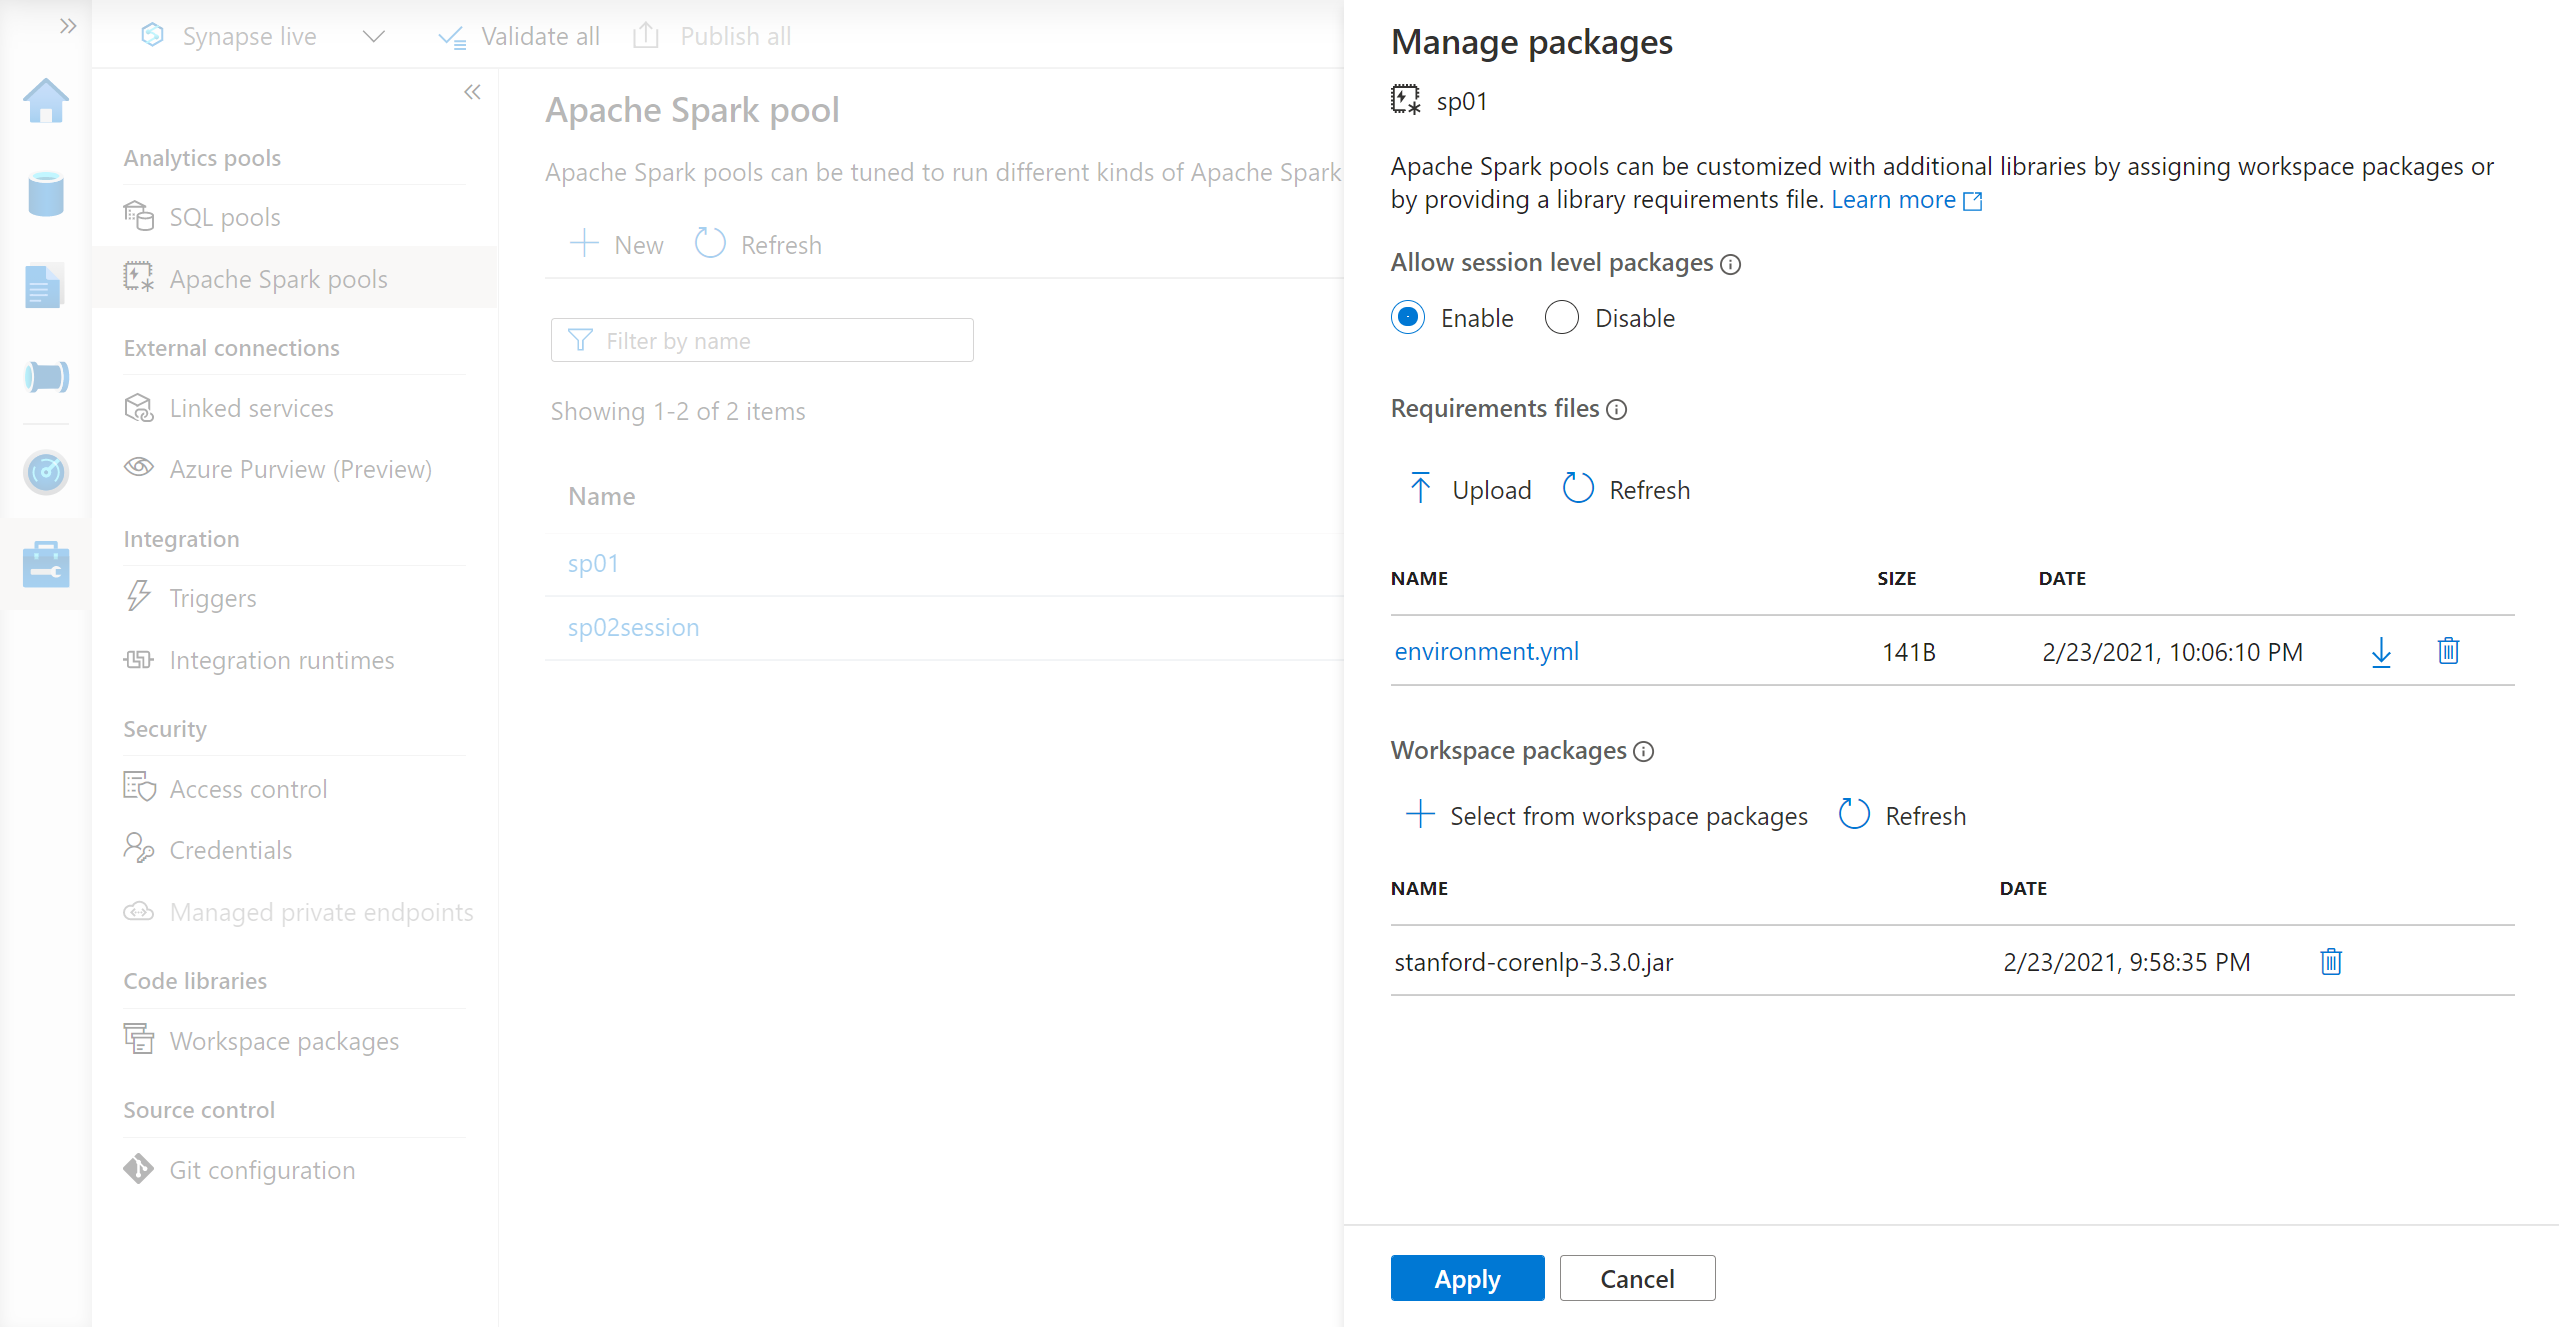 Synapse live
Validate all
Publish all
Analytics pools
SQL pools
Apache Spark pools
External connections
Linked services
Azure Purview (Preview)
Integration
Triggers
Integration runtimes
Security
Access control
Credentials
Managed private endpoints
Code libraries
Workspace packages
Source control
Git configuration
Apache Spark pool
Apache Spark pools can be tuned to run different kinds of Apache Spark
New
Refresh
Filter by name
Showing 1-2 of 2 items
Name
sp01
sp02session
Manage packages
sp01
Apache Spark pools can be customized with additional libraries by assigning workspace packages or
by providing a library requirements file. Learn more
Allow session level packages
Enable
Disable
Requirements files
Upload
Refresh
NAME SIZE DATE
environment.yml 141B 2/23/2021, 10:06:10 PM
Workspace packages
Select from workspace packages
Refresh
NAME DATE
stanford-corenlp-3.3.0.jar 2/23/2021, 9:58:35 PM
Apply
Cancel